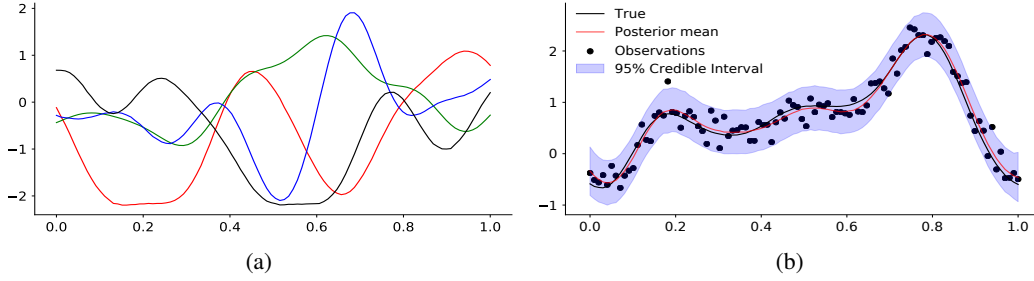 2
1
0
−1
−2
0.0 0.2 0.4 0.6 0.8 1.0
(a)
True
Posterior mean
Observations
95% Credible Interval
2
1
0
−1
0.0 0.2 0.4 0.6 0.8 1.0
(b)